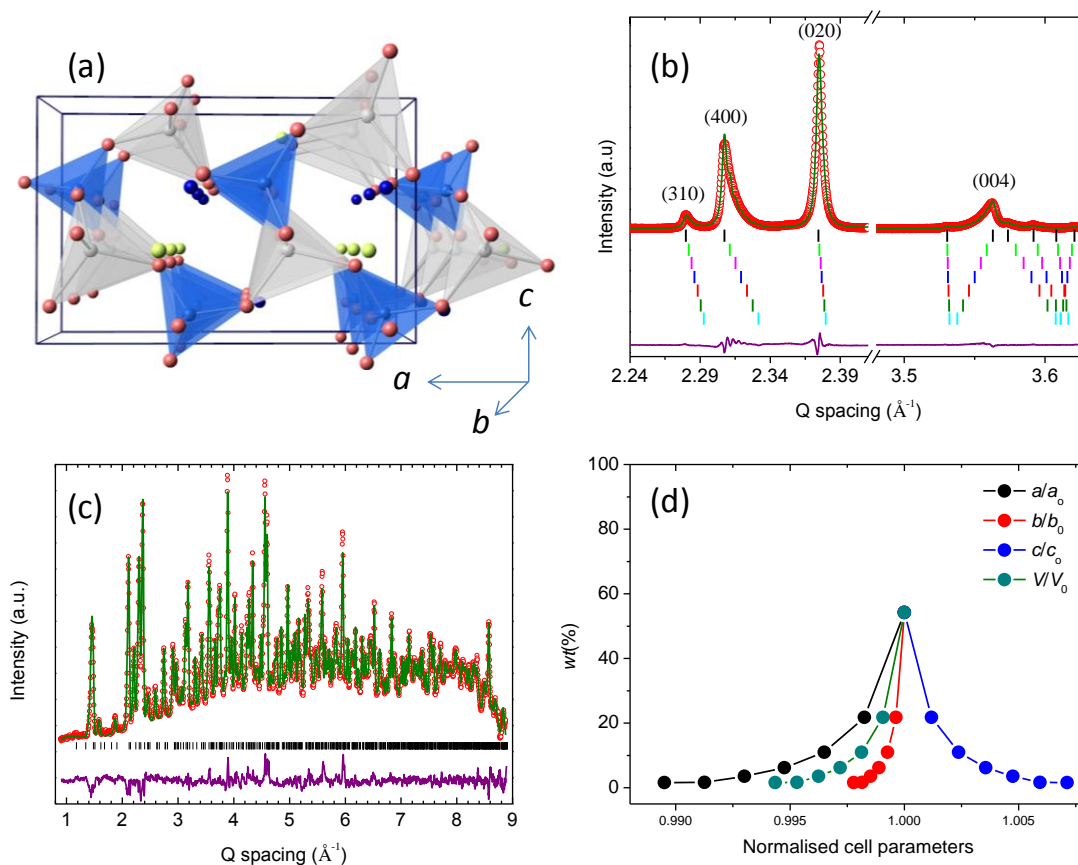 (a)
c
a
b
(b)
(310)
(400)
(020)
(004)
Intensity (a.u)
2.24 2.29 2.34 2.39 3.5 3.6
Q spacing (Å⁻¹)
(c)
Intensity (a.u.)
1 2 3 4 5 6 7 8 9
Q spacing (Å⁻¹)
(d)
a/aₒ
b/b₀
c/cₒ
V/V₀
100
80
60
40
20
0
wt(%)
0.990 0.995 1.000 1.005
Normalised cell parameters